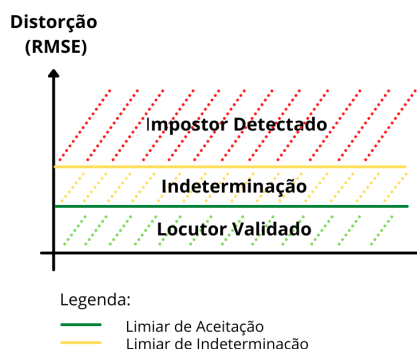 Distorção
(RMSE)
Impostor Detectado
Indeterminação
Locutor Validado
Legenda:
Limiar de Aceitação
Limiar de Indeterminação